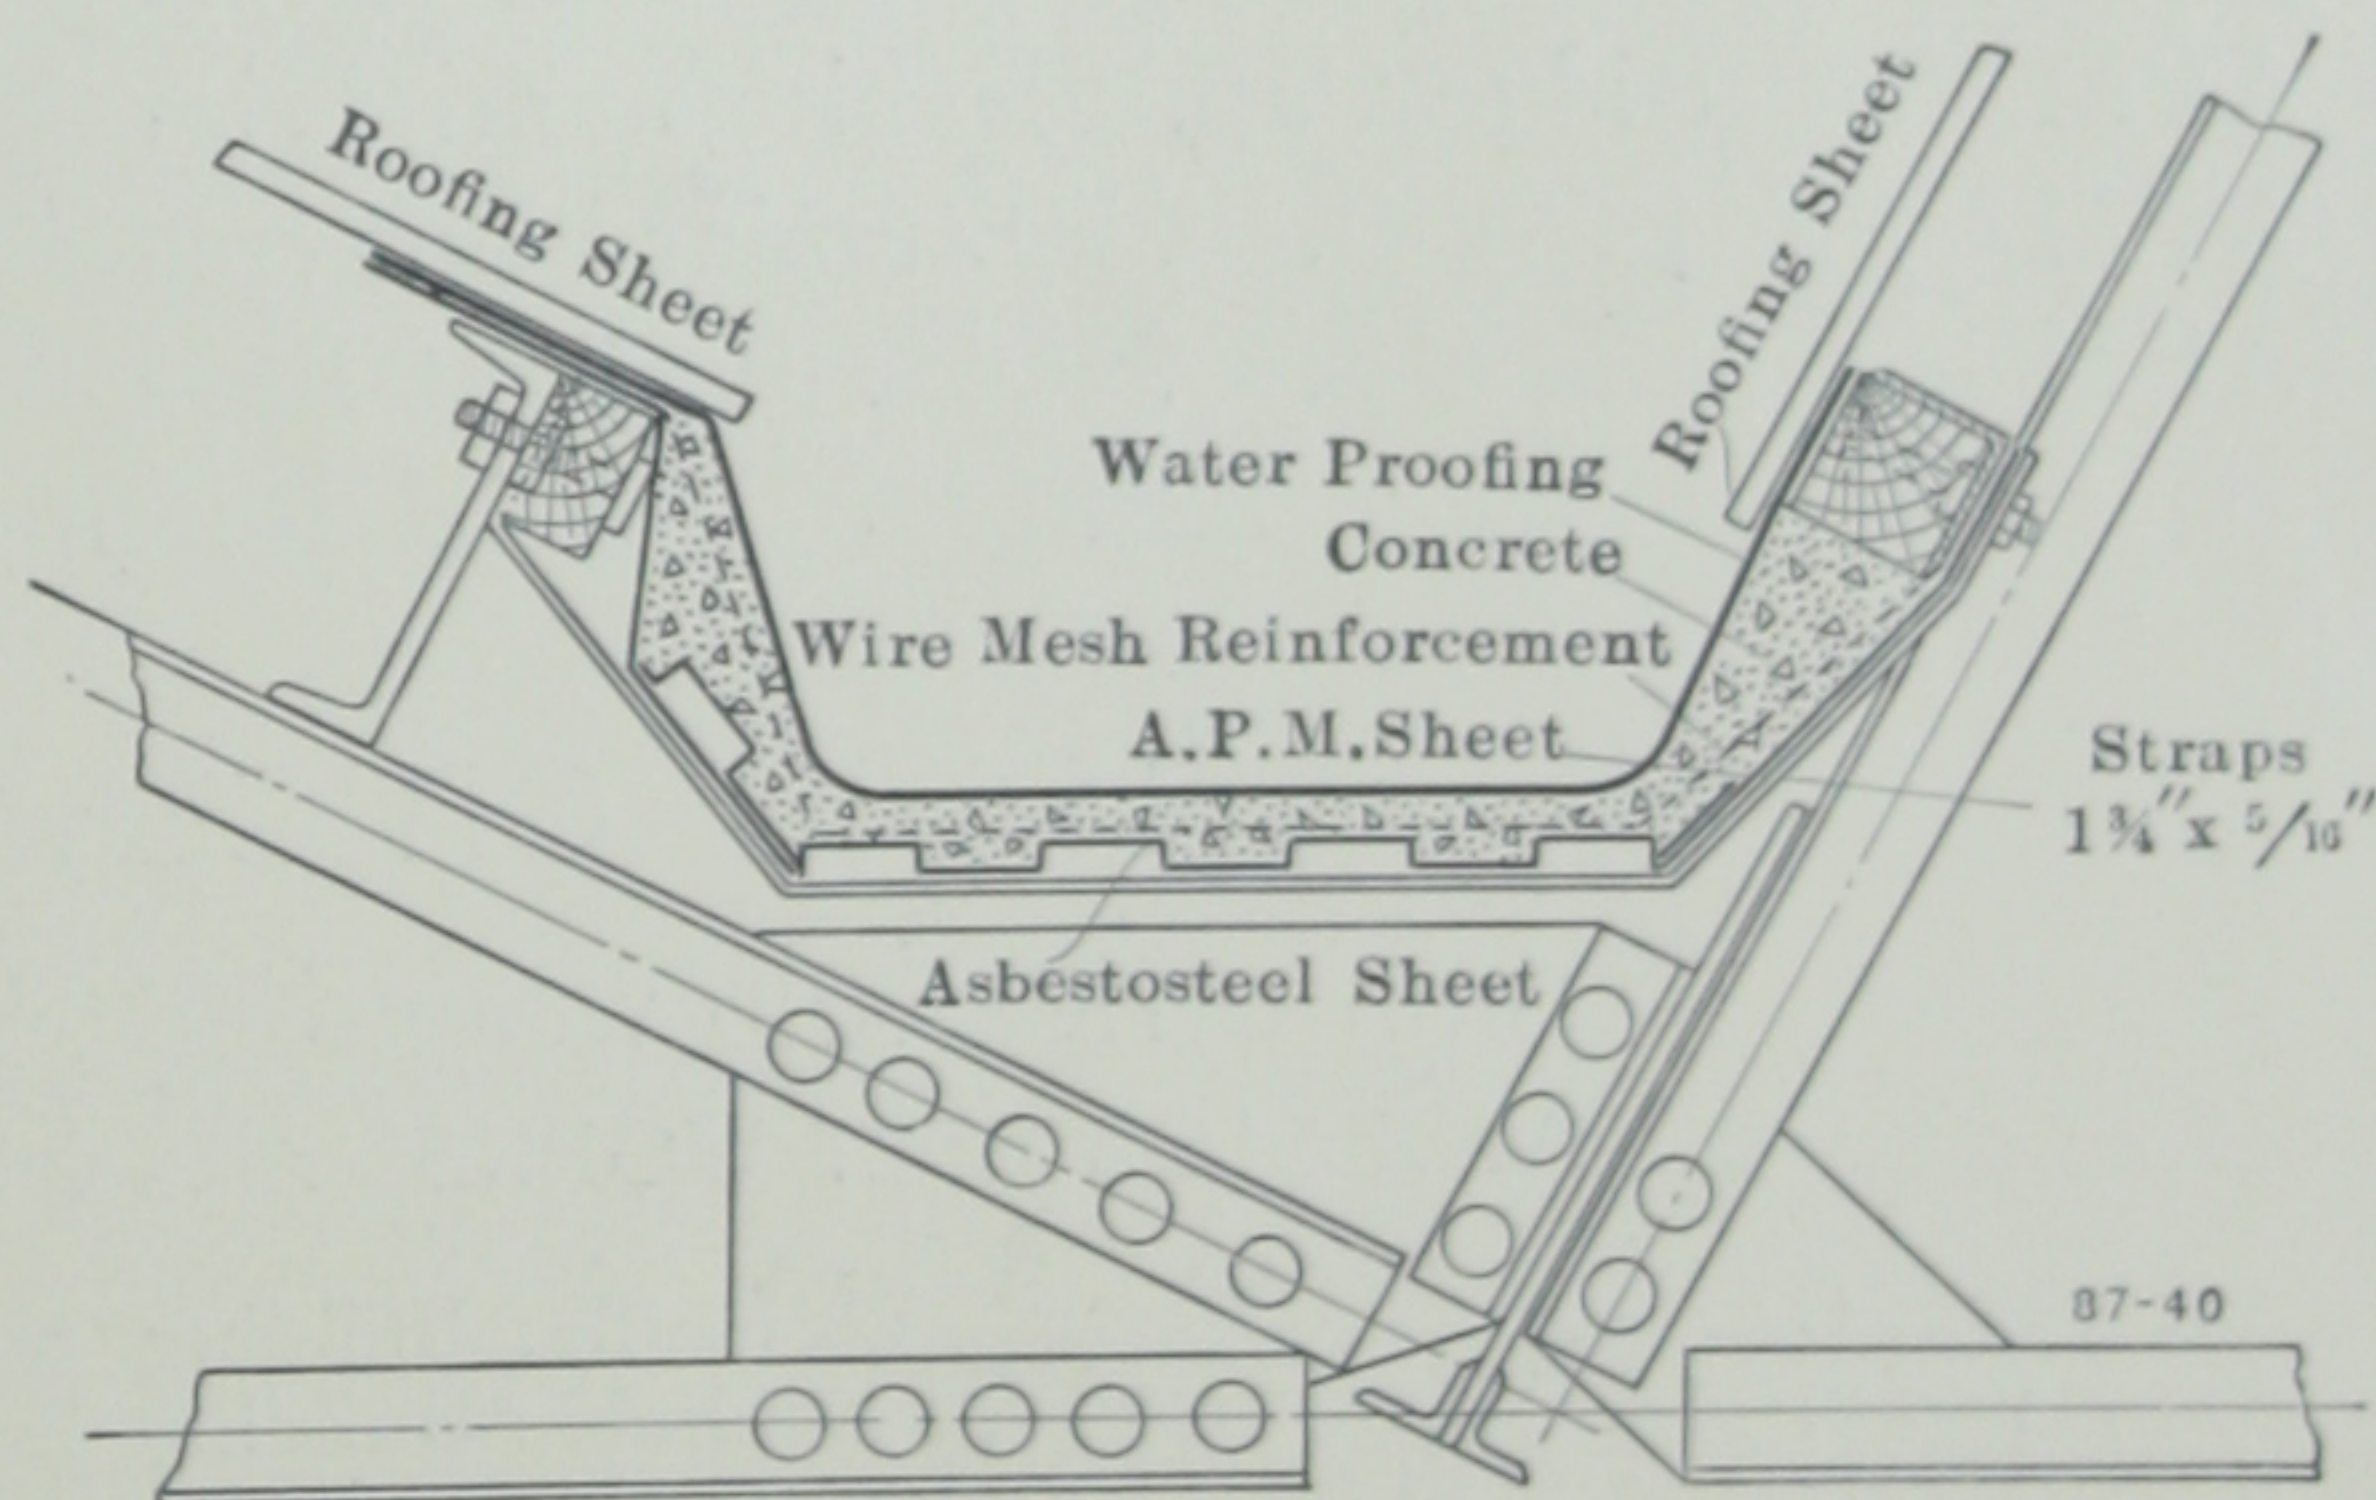 Roofing Sheet
Roofing Sheet
Water Proofing
Concrete
Wire Mesh Reinforcement
A.P.M.Sheet
Straps
1¾"x 5/16"
Asbestosteel Sheet
87-40